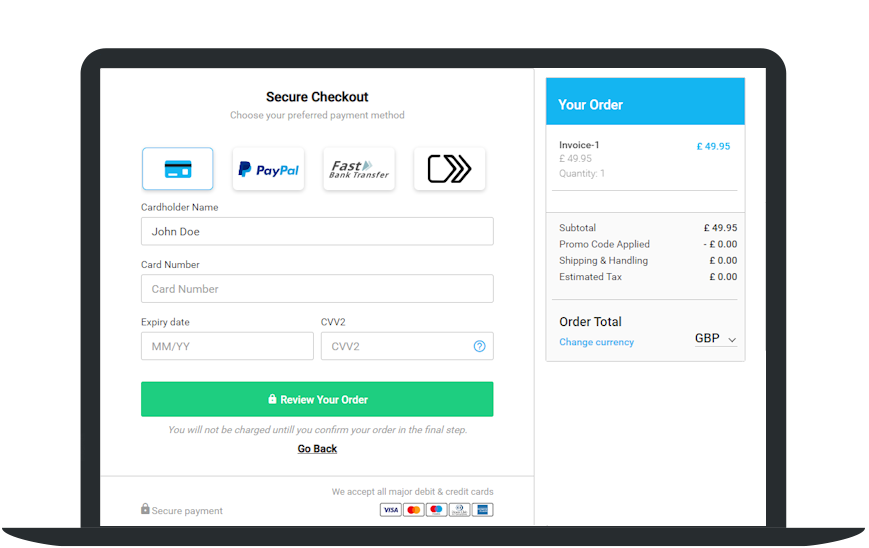 Secure Checkout
Choose your preferred payment method
PayPal
Fast
Bank Transfer
Cardholder Name
John Doe
Card Number
Card Number
Expiry date
CVV2
MM/YY
CVV2
?
Review Your Order
You will not be charged untill you confirm your order in the final step.
Go Back
We accept all major debit & credit cards
Secure payment
VISA
Your Order
Invoice-1
£ 49.95
£ 49.95
Quantity: 1
Subtotal £ 49.95
Promo Code Applied - £ 0.00
Shipping & Handling £ 0.00
Estimated Tax £ 0.00
Order Total
Change currency
GBP